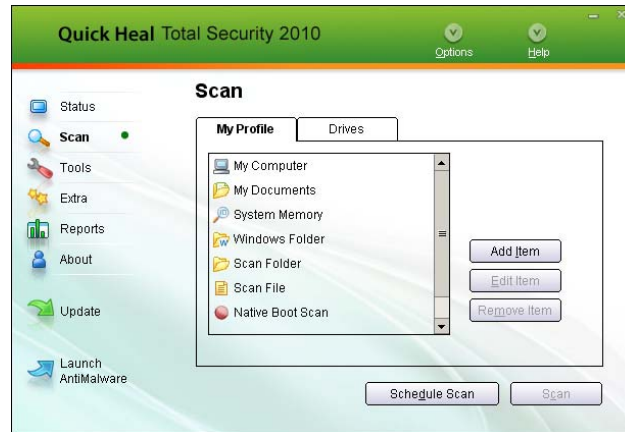 Quick Heal Total Security 2010
Options
Help
Status
Scan
Tools
Extra
Reports
About
Update
Launch
AntiMalware
Scan
My Profile
Drives
My Computer
My Documents
System Memory
Windows Folder
Scan Folder
Scan File
Native Boot Scan
Add Item
Edit Item
Remove Item
Schedule Scan
Scan